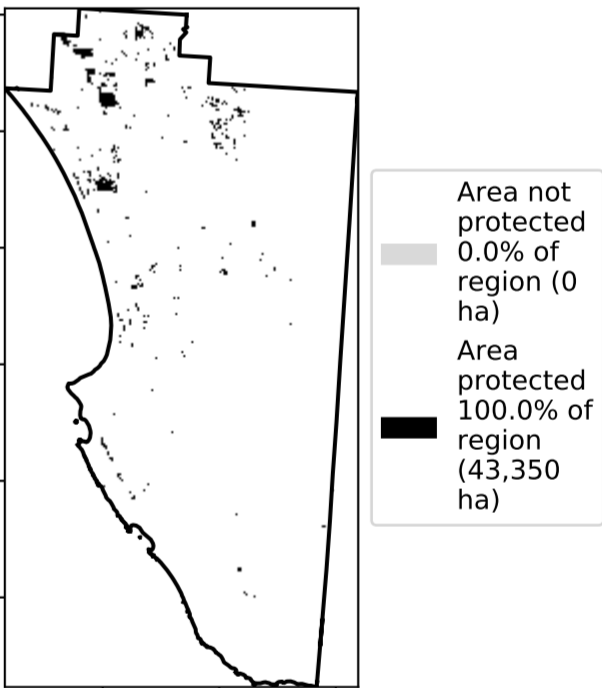 Area not
protected
0.0% of
region (0
ha)
Area
protected
100.0% of
region
(43,350
ha)